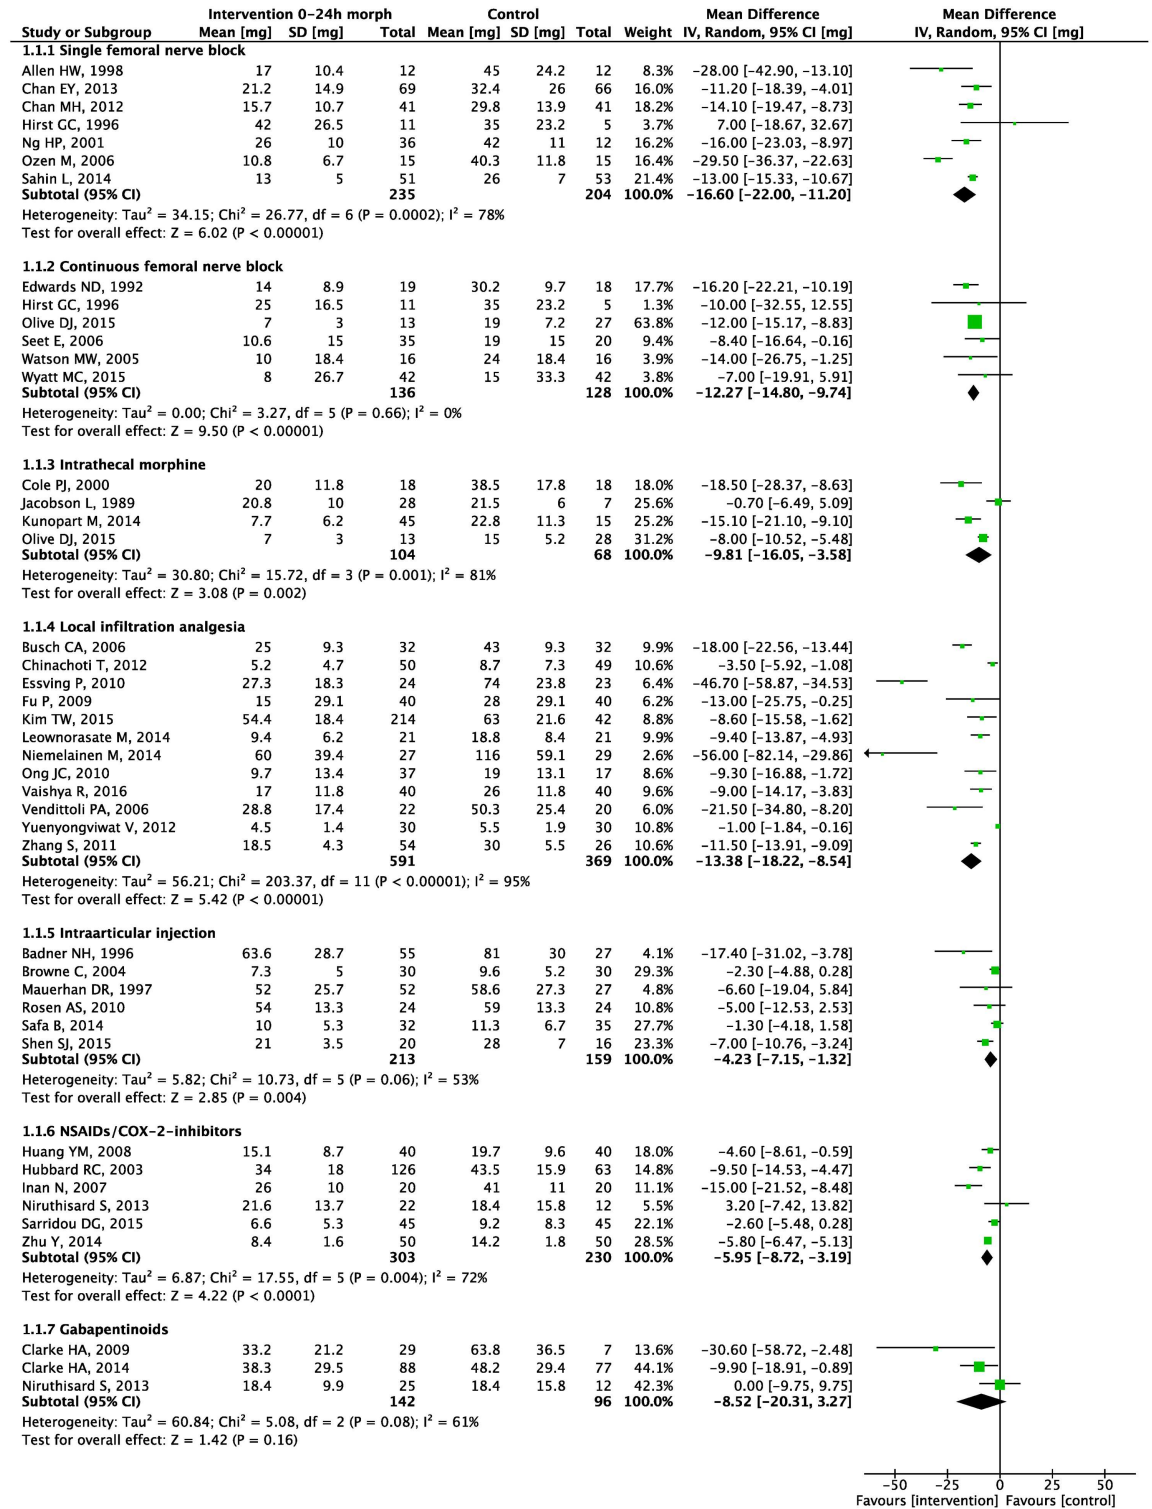 Intervention 0-24h morph Control Mean Difference Mean Difference
Study or Subgroup Mean [mg] SD [mg] Total Mean [mg] SD [mg] Total Weight IV, Random, 95% CI [mg] IV, Random, 95% CI [mg]
1.1.1 Single femoral nerve block
Allen HW, 1998 17 10.4 12 45 24.2 12 8.3% -28.00 [-42.90, -13.10]
Chan EY, 2013 21.2 14.9 69 32.4 26 66 16.0% -11.20 [-18.39, -4.01]
Chan MH, 2012 15.7 10.7 41 29.8 13.9 41 18.2% -14.10 [-19.47, -8.73]
Hirst GC, 1996 42 26.5 11 35 23.2 5 3.7% 7.00 [-18.67, 32.67]
Ng HP, 2001 26 10 36 42 11 12 16.2% -16.00 [-23.03, -8.97]
Ozen M, 2006 10.8 6.7 15 40.3 11.8 15 16.4% -29.50 [-36.37, -22.63]
Sahin L, 2014 13 5 51 26 7 53 21.4% -13.00 [-15.33, -10.67]
Subtotal (95% CI) 235 204 100.0% -16.60 [-22.00, -11.20]
Heterogeneity: Tau² = 34.15; Chi² = 26.77, df = 6 (P = 0.0002); I² = 78%
Test for overall effect: Z = 6.02 (P < 0.00001)
1.1.2 Continuous femoral nerve block
Edwards ND, 1992 14 8.9 19 30.2 9.7 18 17.7% -16.20 [-22.21, -10.19]
Hirst GC, 1996 25 16.5 11 35 23.2 5 1.3% -10.00 [-32.55, 12.55]
Olive DJ, 2015 7 3 13 19 7.2 27 63.8% -12.00 [-15.17, -8.83]
Seet E, 2006 10.6 15 35 19 15 20 9.4% -8.40 [-16.64, -0.16]
Watson MW, 2005 10 18.4 16 24 18.4 16 3.9% -14.00 [-26.75, -1.25]
Wyatt MC, 2015 8 26.7 42 15 33.3 42 3.8% -7.00 [-19.91, 5.91]
Subtotal (95% CI) 136 128 100.0% -12.27 [-14.80, -9.74]
Heterogeneity: Tau² = 0.00; Chi² = 3.27, df = 5 (P = 0.66); I² = 0%
Test for overall effect: Z = 9.50 (P < 0.00001)
1.1.3 Intrathecal morphine
Cole PJ, 2000 20 11.8 18 38.5 17.8 18 18.0% -18.50 [-28.37, -8.63]
Jacobson L, 1989 20.8 10 28 21.5 6 7 25.6% -0.70 [-6.49, 5.09]
Kunopart M, 2014 7.7 6.2 45 22.8 11.3 15 25.2% -15.10 [-21.10, -9.10]
Olive DJ, 2015 7 3 13 15 5.2 28 31.2% -8.00 [-10.52, -5.48]
Subtotal (95% CI) 104 68 100.0% -9.81 [-16.05, -3.58]
Heterogeneity: Tau² = 30.80; Chi² = 15.72, df = 3 (P = 0.001); I² = 81%
Test for overall effect: Z = 3.08 (P = 0.002)
1.1.4 Local infiltration analgesia
Busch CA, 2006 25 9.3 32 43 9.3 32 9.9% -18.00 [-22.56, -13.44]
Chinachoti T, 2012 5.2 4.7 50 8.7 7.3 49 10.6% -3.50 [-5.92, -1.08]
Essving P, 2010 27.3 18.3 24 74 23.8 23 6.4% -46.70 [-58.87, -34.53]
Fu P, 2009 15 29.1 40 28 29.1 40 6.2% -13.00 [-25.75, -0.25]
Kim TW, 2015 54.4 18.4 214 63 21.6 42 8.8% -8.60 [-15.58, -1.62]
Leownorasate M, 2014 9.4 6.2 21 18.8 8.4 21 9.9% -9.40 [-13.87, -4.93]
Niemelainen M, 2014 60 39.4 27 116 59.1 29 2.6% -56.00 [-82.14, -29.86]
Ong JC, 2010 9.7 13.4 37 19 13.1 17 8.6% -9.30 [-16.88, -1.72]
Vaishya R, 2016 17 11.8 40 26 11.8 40 9.6% -9.00 [-14.17, -3.83]
Vendittoli PA, 2006 28.8 17.4 22 50.3 25.4 20 6.0% -21.50 [-34.80, -8.20]
Yuenyongviwat V, 2012 4.5 1.4 30 5.5 1.9 30 10.8% -1.00 [-1.84, -0.16]
Zhang S, 2011 18.5 4.3 54 30 5.5 26 10.6% -11.50 [-13.91, -9.09]
Subtotal (95% CI) 591 369 100.0% -13.38 [-18.22, -8.54]
Heterogeneity: Tau² = 56.21; Chi² = 203.37, df = 11 (P < 0.00001); I² = 95%
Test for overall effect: Z = 5.42 (P < 0.00001)
1.1.5 Intraarticular injection
Badner NH, 1996 63.6 28.7 55 81 30 27 4.1% -17.40 [-31.02, -3.78]
Browne C, 2004 7.3 5 30 9.6 5.2 30 29.3% -2.30 [-4.88, 0.28]
Mauerhan DR, 1997 52 25.7 52 58.6 27.3 27 4.8% -6.60 [-19.04, 5.84]
Rosen AS, 2010 54 13.3 24 59 13.3 24 10.8% -5.00 [-12.53, 2.53]
Safa B, 2014 10 5.3 32 11.3 6.7 35 27.7% -1.30 [-4.18, 1.58]
Shen SJ, 2015 21 3.5 20 28 7 16 23.3% -7.00 [-10.76, -3.24]
Subtotal (95% CI) 213 159 100.0% -4.23 [-7.15, -1.32]
Heterogeneity: Tau² = 5.82; Chi² = 10.73, df = 5 (P = 0.06); I² = 53%
Test for overall effect: Z = 2.85 (P = 0.004)
1.1.6 NSAIDs/COX-2-inhibitors
Huang YM, 2008 15.1 8.7 40 19.7 9.6 40 18.0% -4.60 [-8.61, -0.59]
Hubbard RC, 2003 34 18 126 43.5 15.9 63 14.8% -9.50 [-14.53, -4.47]
Inan N, 2007 26 10 20 41 11 20 11.1% -15.00 [-21.52, -8.48]
Niruthisard S, 2013 21.6 13.7 22 18.4 15.8 12 5.5% 3.20 [-7.42, 13.82]
Sarridou DG, 2015 6.6 5.3 45 9.2 8.3 45 22.1% -2.60 [-5.48, 0.28]
Zhu Y, 2014 8.4 1.6 50 14.2 1.8 50 28.5% -5.80 [-6.47, -5.13]
Subtotal (95% CI) 303 230 100.0% -5.95 [-8.72, -3.19]
Heterogeneity: Tau² = 6.87; Chi² = 17.55, df = 5 (P = 0.004); I² = 72%
Test for overall effect: Z = 4.22 (P < 0.0001)
1.1.7 Gabapentinoids
Clarke HA, 2009 33.2 21.2 29 63.8 36.5 7 13.6% -30.60 [-58.72, -2.48]
Clarke HA, 2014 38.3 29.5 88 48.2 29.4 77 44.1% -9.90 [-18.91, -0.89]
Niruthisard S, 2013 18.4 9.9 25 18.4 15.8 12 42.3% 0.00 [-9.75, 9.75]
Subtotal (95% CI) 142 96 100.0% -8.52 [-20.31, 3.27]
Heterogeneity: Tau² = 60.84; Chi² = 5.08, df = 2 (P = 0.08); I² = 61%
Test for overall effect: Z = 1.42 (P = 0.16)
-50 -25 0 25 50
Favours [intervention] Favours [control]